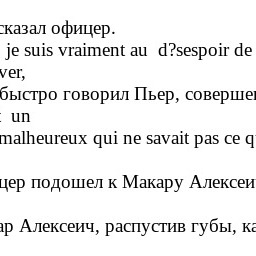 сказал офицер.
je suis vraiment au d?sespoir de
ver,
быстро говорил Пьер, соверше
un
malheureux qui ne savait pas ce q
цер подошел к Макару Алексеи
ар Алексеич, распустив губы, ка